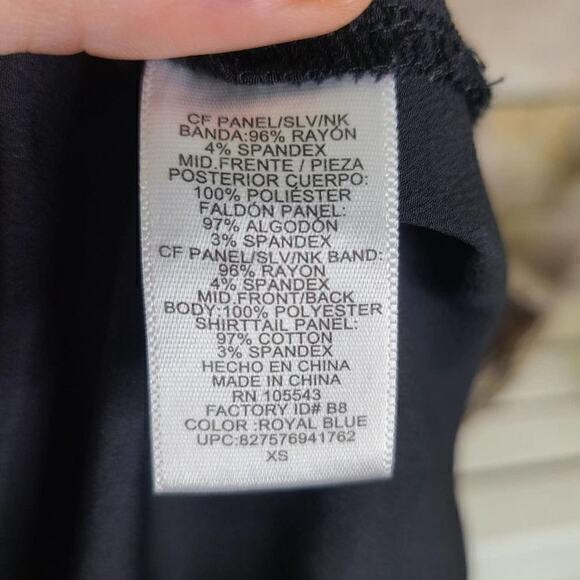 CF PANEL/SLV/NK
BANDA:96% RAYON
4% SPANDEX
MID.FRENTE / PIEZA
POSTERIOR CUERPO:
100% POLIÉSTER
FALDÓN PANEL:
97% ALGODÓN
3% SPANDEX
CF PANEL/SLV/NK BAND:
96% RAYON
4% SPANDEX
MID.FRONT/BACK
BODY:100% POLYESTER
SHIRTTAIL PANEL:
97% COTTON
3% SPANDEX
HECHO EN CHINA
MADE IN CHINA
RN 105543
FACTORY ID# B8
COLOR :ROYAL BLUE
UPC:827576941762
XS